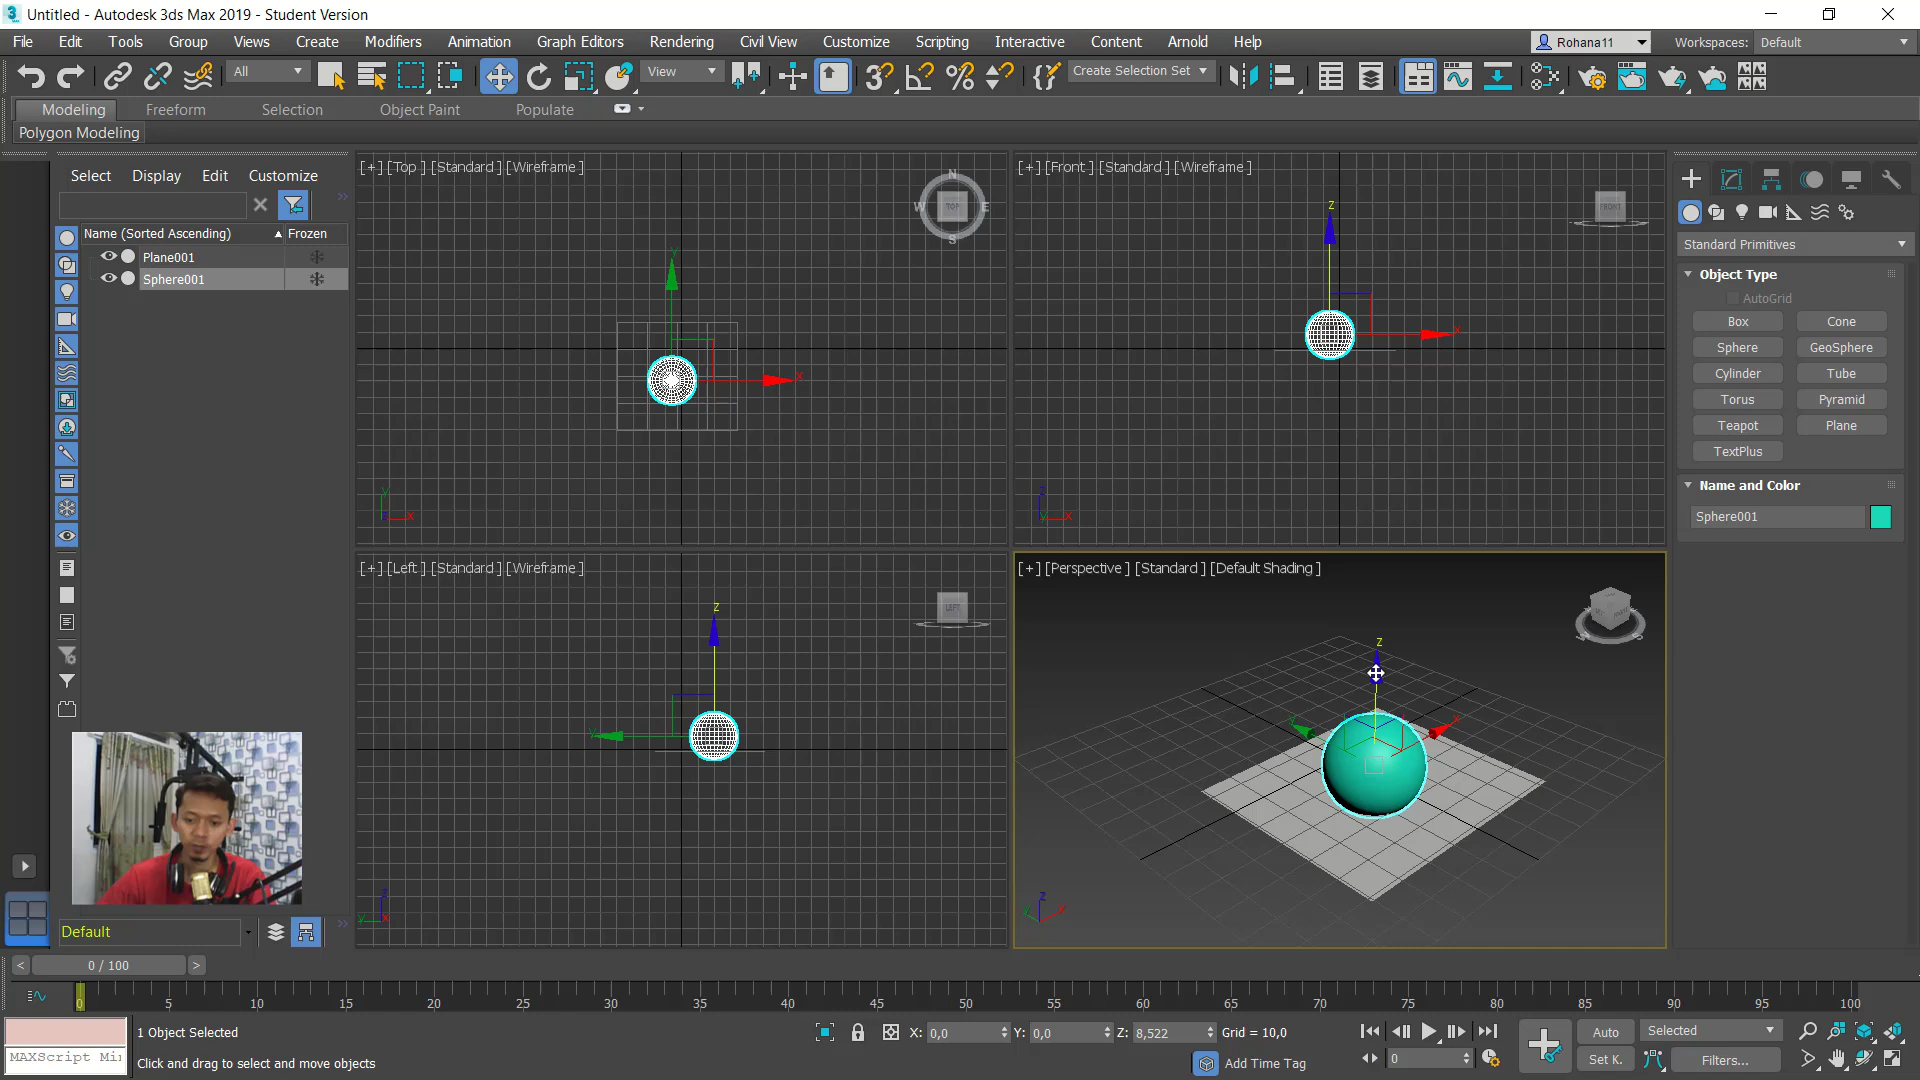 Untitled - Autodesk 3ds Max 2019 - Student Version
File Edit Tools Group Views Create Modifiers Animation Graph Editors Rendering Civil View Customize Scripting Interactive Content Arnold Help
Rohana11 Workspaces: Default
All View Create Selection Set
Modeling Freeform Selection Object Paint Populate
Polygon Modeling
Select Display Edit Customize
Name (Sorted Ascending) Frozen
Plane001
Sphere001
Default
[+] [Top ] [Standard ] [Wireframe ]
N
W TOP E
S
y
x
y
z x
[+] [Front ] [Standard ] [Wireframe ]
FRONT
z
x
z
y x
[+] [Left ] [Standard ] [Wireframe ]
LEFT
z
y
z
y x
[+] [Perspective ] [Standard ] [Default Shading ]
z
y x
z
y x
Standard Primitives
Object Type
AutoGrid
Box Cone
Sphere GeoSphere
Cylinder Tube
Torus Pyramid
Teapot Plane
TextPlus
Name and Color
Sphere001
< 0 / 100 >
0 5 10 15 20 25 30 35 40 45 50 55 60 65 70 75 80 85 90 95 100
1 Object Selected
MAXScript Mi
Click and drag to select and move objects
X: 0,0 Y: 0,0 Z: 8,522 Grid = 10,0
Add Time Tag
0
Auto Selected
Set K. Filters...